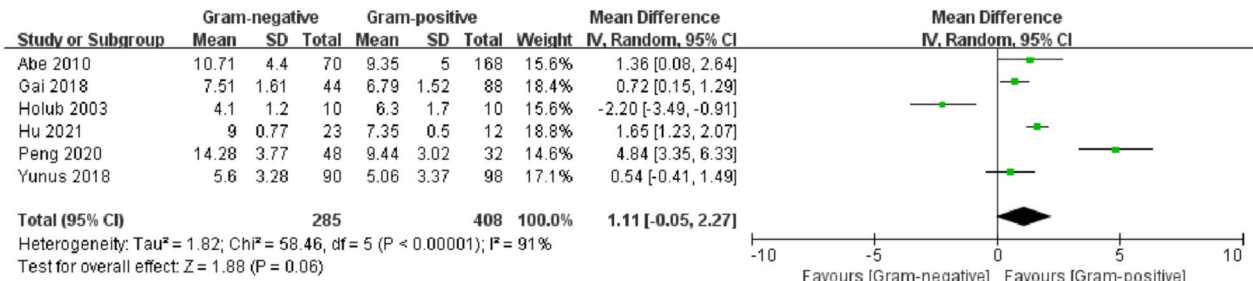 Gram-negative Gram-positive Mean Difference Mean Difference
Study or Subgroup Mean SD Total Mean SD Total Weight IV, Random, 95% CI IV, Random, 95% CI
Abe 2010 10.71 4.4 70 9.35 5 168 15.6% 1.36 [0.08, 2.64]
Gai 2018 7.51 1.61 44 6.79 1.52 88 18.4% 0.72 [0.15, 1.29]
Holub 2003 4.1 1.2 10 6.3 1.7 10 15.6% -2.20 [-3.49, -0.91]
Hu 2021 9 0.77 23 7.35 0.5 12 18.8% 1.65 [1.23, 2.07]
Peng 2020 14.28 3.77 48 9.44 3.02 32 14.6% 4.84 [3.35, 6.33]
Yunus 2018 5.6 3.28 90 5.06 3.37 98 17.1% 0.54 [-0.41, 1.49]
Total (95% CI) 285 408 100.0% 1.11 [-0.05, 2.27]
Heterogeneity: Tau² = 1.82; Chi² = 58.46, df = 5 (P < 0.00001); I² = 91%
Test for overall effect: Z = 1.88 (P = 0.06)
-10 -5 0 5 10
Favours [Gram-negative] Favours [Gram-positive]